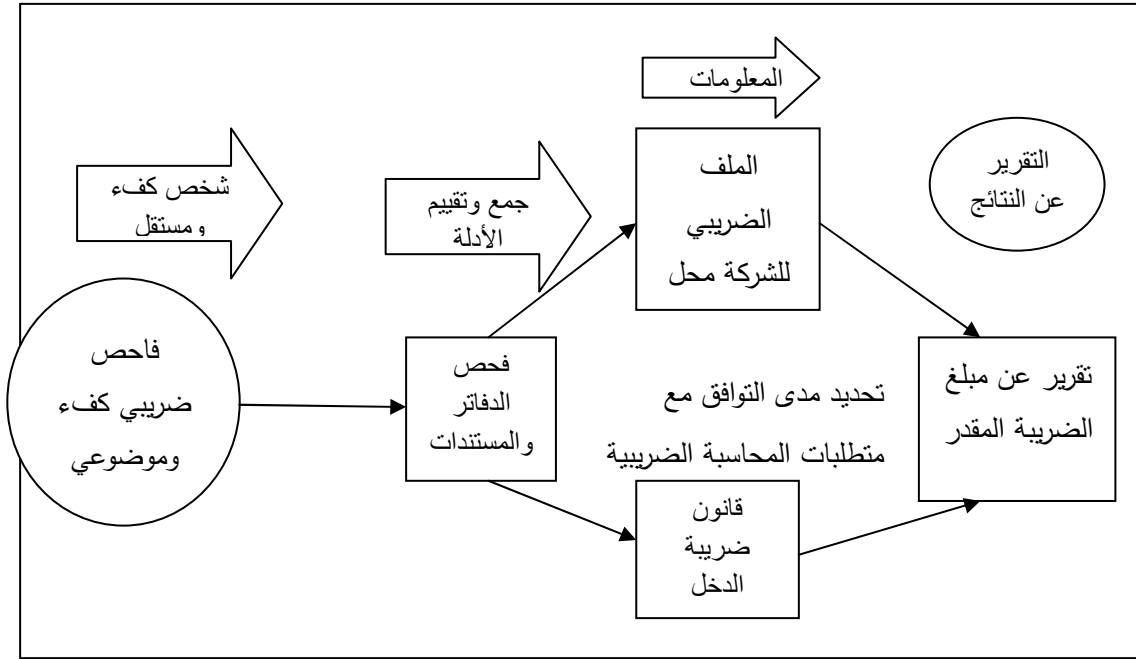 المعلومات
شخص كفء
ومستقل
جمع وتقييم
الأدلة
الملف
الضريبي
للشركة محل
التقرير
عن النتائج
فاحص
ضريبي كفء
وموضوعي
فحص
الدفاتر
والمستندات
تحديد مدى التوافق مع
متطلبات المحاسبة الضريبية
قانون
ضريبة
الدخل
تقرير عن مبلغ
الضريبة المقدر